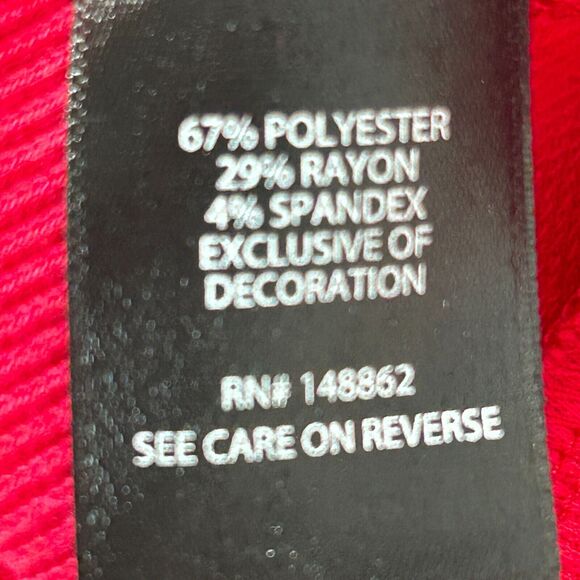 67% POLYESTER
29% RAYON
4% SPANDEX
EXCLUSIVE OF
DECORATION
RN# 148862
SEE CARE ON REVERSE